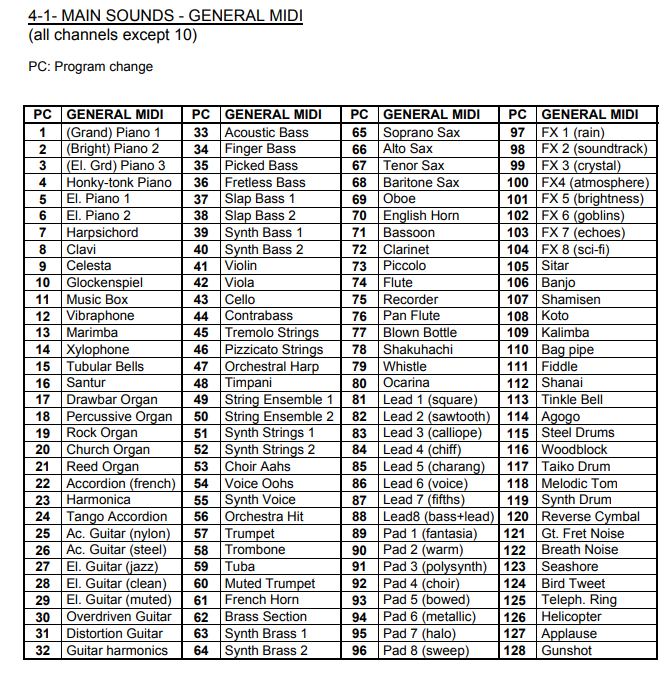 4-1- MAIN SOUNDS - GENERAL MIDI
(all channels except 10)
PC: Program change
PC GENERAL MIDI PC GENERAL MIDI PC GENERAL MIDI PC GENERAL MIDI
1 (Grand) Piano 1 33 Acoustic Bass 65 Soprano Sax 97 FX 1 (rain)
2 (Bright) Piano 2 34 Finger Bass 66 Alto Sax 98 FX 2 (soundtrack)
3 (El. Grd) Piano 3 35 Picked Bass 67 Tenor Sax 99 FX 3 (crystal)
4 Honky-tonk Piano 36 Fretless Bass 68 Baritone Sax 100 FX4 (atmosphere)
5 El. Piano 1 37 Slap Bass 1 69 Oboe 101 FX 5 (brightness)
6 El. Piano 2 38 Slap Bass 2 70 English Horn 102 FX 6 (goblins)
7 Harpsichord 39 Synth Bass 1 71 Bassoon 103 FX 7 (echoes)
8 Clavi 40 Synth Bass 2 72 Clarinet 104 FX 8 (sci-fi)
9 Celesta 41 Violin 73 Piccolo 105 Sitar
10 Glockenspiel 42 Viola 74 Flute 106 Banjo
11 Music Box 43 Cello 75 Recorder 107 Shamisen
12 Vibraphone 44 Contrabass 76 Pan Flute 108 Koto
13 Marimba 45 Tremolo Strings 77 Blown Bottle 109 Kalimba
14 Xylophone 46 Pizzicato Strings 78 Shakuhachi 110 Bag pipe
15 Tubular Bells 47 Orchestral Harp 79 Whistle 111 Fiddle
16 Santur 48 Timpani 80 Ocarina 112 Shanai
17 Drawbar Organ 49 String Ensemble 1 81 Lead 1 (square) 113 Tinkle Bell
18 Percussive Organ 50 String Ensemble 2 82 Lead 2 (sawtooth) 114 Agogo
19 Rock Organ 51 Synth Strings 1 83 Lead 3 (calliope) 115 Steel Drums
20 Church Organ 52 Synth Strings 2 84 Lead 4 (chiff) 116 Woodblock
21 Reed Organ 53 Choir Aahs 85 Lead 5 (charang) 117 Taiko Drum
22 Accordion (french) 54 Voice Oohs 86 Lead 6 (voice) 118 Melodic Tom
23 Harmonica 55 Synth Voice 87 Lead 7 (fifths) 119 Synth Drum
24 Tango Accordion 56 Orchestra Hit 88 Lead8 (bass+lead) 120 Reverse Cymbal
25 Ac. Guitar (nylon) 57 Trumpet 89 Pad 1 (fantasia) 121 Gt. Fret Noise
26 Ac. Guitar (steel) 58 Trombone 90 Pad 2 (warm) 122 Breath Noise
27 El. Guitar (jazz) 59 Tuba 91 Pad 3 (polysynth) 123 Seashore
28 El. Guitar (clean) 60 Muted Trumpet 92 Pad 4 (choir) 124 Bird Tweet
29 El. Guitar (muted) 61 French Horn 93 Pad 5 (bowed) 125 Teleph. Ring
30 Overdriven Guitar 62 Brass Section 94 Pad 6 (metallic) 126 Helicopter
31 Distortion Guitar 63 Synth Brass 1 95 Pad 7 (halo) 127 Applause
32 Guitar harmonics 64 Synth Brass 2 96 Pad 8 (sweep) 128 Gunshot